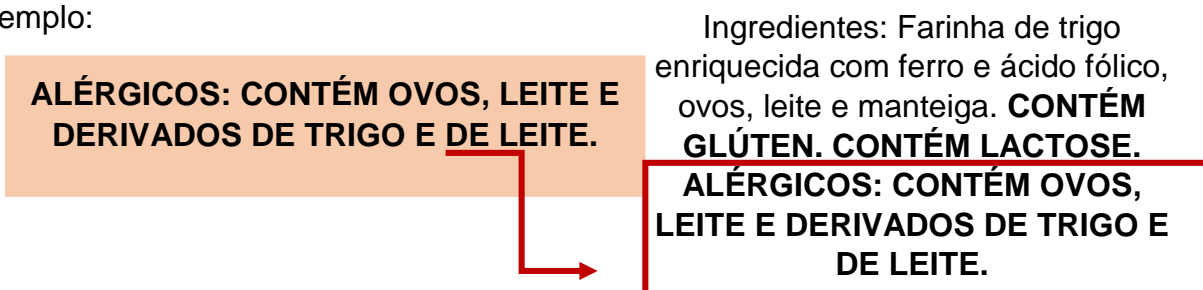 emplo:
ALÉRGICOS: CONTÉM OVOS, LEITE E
DERIVADOS DE TRIGO E DE LEITE.
Ingredientes: Farinha de trigo
enriquecida com ferro e ácido fólico,
ovos, leite e manteiga. CONTÉM
GLÚTEN. CONTÉM LACTOSE.
ALÉRGICOS: CONTÉM OVOS,
LEITE E DERIVADOS DE TRIGO E
DE LEITE.